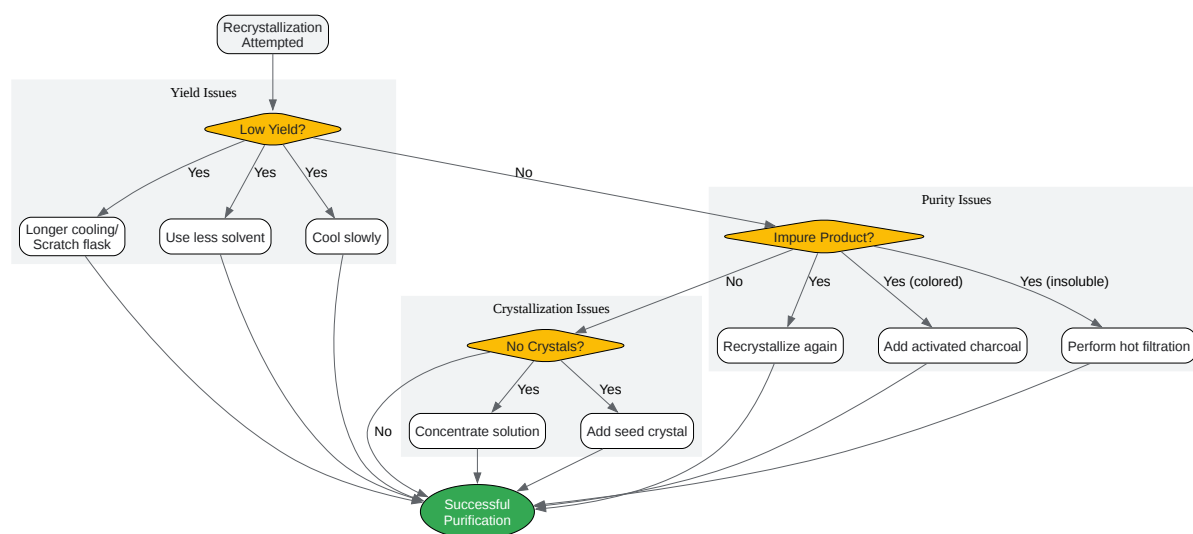 Recrystallization
Attempted
Yield Issues
Low Yield?
Yes
Yes
Yes
No
Longer cooling/
Scratch flask
Use less solvent
Cool slowly
Purity Issues
Impure Product?
No
Yes
Yes (colored)
Yes (insoluble)
Crystallization Issues
No Crystals?
Recrystallize again
Add activated charcoal
Perform hot filtration
Yes
Yes
No
Concentrate solution
Add seed crystal
Successful
Purification